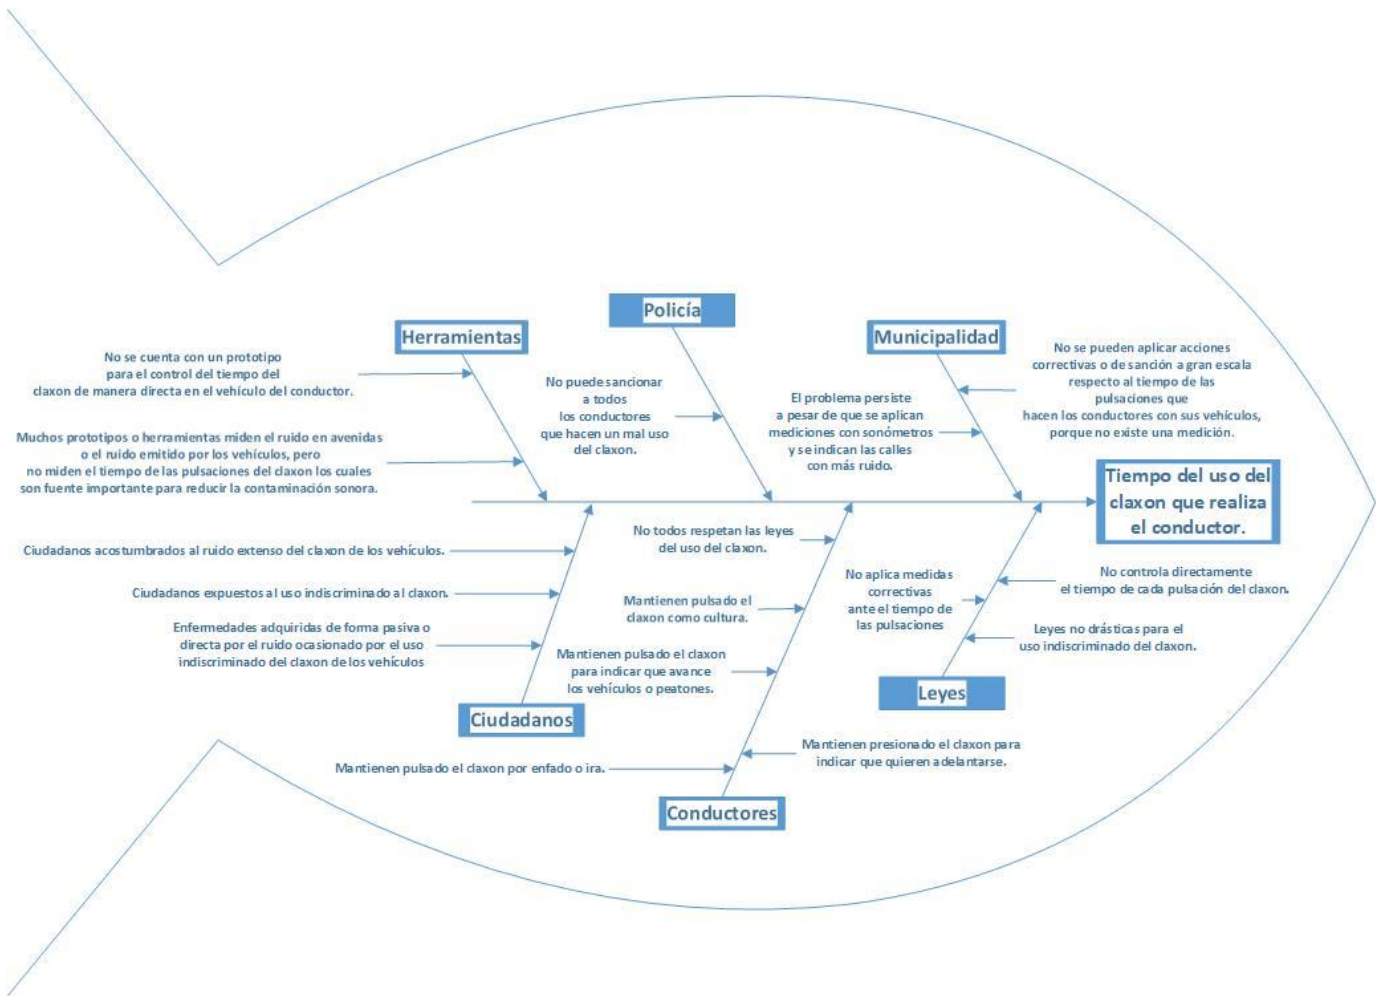 Policía
Herramientas
Municipalidad
No se cuenta con un prototipo
para el control del tiempo del
claxon de manera directa en el vehículo del conductor.
Muchos prototipos o herramientas miden el ruido en avenidas
o el ruido emitido por los vehículos, pero
no miden el tiempo de las pulsaciones del claxon los cuales
son fuente importante para reducir la contaminación sonora.
No puede sancionar
a todos
los conductores
que hacen un mal uso
del claxon.
El problema persiste
a pesar de que se aplican
mediciones con sonómetros
y se indican las calles
con más ruido.
No se pueden aplicar acciones
correctivas o de sanción a gran escala
respecto al tiempo de las
pulsaciones que
hacen los conductores con sus vehículos,
porque no existe una medición.
Tiempo del uso del
claxon que realiza
el conductor.
Ciudadanos acostumbrados al ruido extenso del claxon de los vehículos.
Ciudadanos expuestos al uso indiscriminado al claxon.
Enfermedades adquiridas de forma pasiva o
directa por el ruido ocasionado por el uso
indiscriminado del claxon de los vehículos
Ciudadanos
No todos respetan las leyes
del uso del claxon.
Mantienen pulsado el
claxon como cultura.
Mantienen pulsado el claxon
para indicar que avance
los vehículos o peatones.
Mantienen pulsado el claxon por enfado o ira.
Mantienen presionado el claxon para
indicar que quieren adelantarse.
Conductores
No aplica medidas
correctivas
ante el tiempo de
las pulsaciones
No controla directamente
el tiempo de cada pulsación del claxon.
Leyes no drásticas para el
uso indiscriminado del claxon.
Leyes